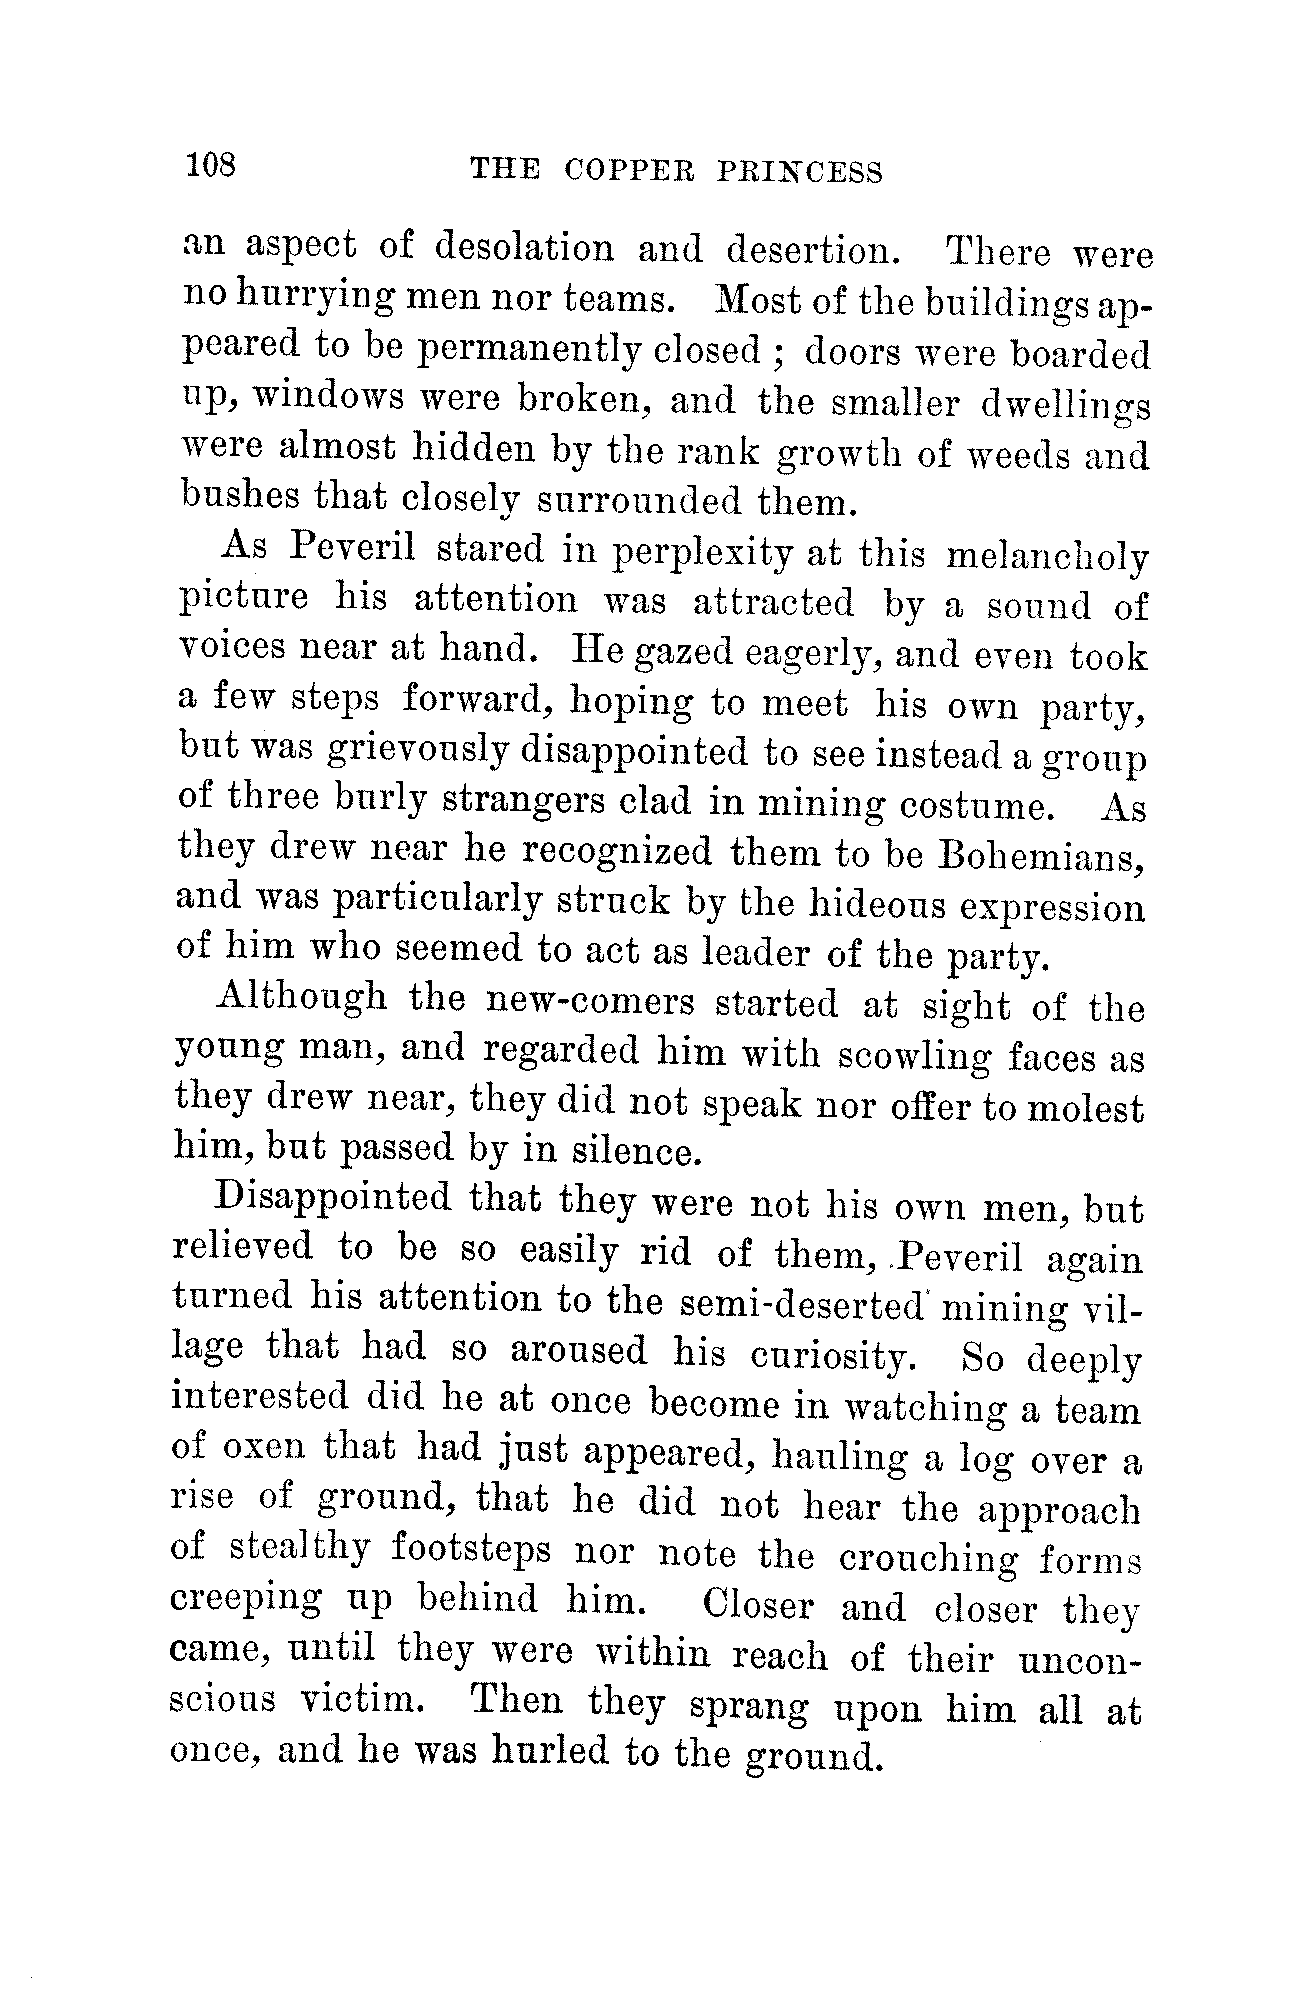 108 THE COPPER PRINCESS
an aspect of desolation and desertion. There were
no hurrying men nor teams. Most of the buildings ap-
peared to be permanently closed ; doors were boarded
up, windows were broken, and the smaller dwellings
were almost hidden by the rank growth of weeds and
bushes that closely surrounded them.
As Peveril stared in perplexity at this melancholy
picture his attention was attracted by a sound of
voices near at hand. He gazed eagerly, and even took
a few steps forward, hoping to meet his own party,
but was grievously disappointed to see instead a group
of three burly strangers clad in mining costume. As
they drew near he recognized them to be Bohemians,
and was particularly struck by the hideous expression
of him who seemed to act as leader of the party.
Although the new-comers started at sight of the
young man, and regarded him with scowling faces as
they drew near, they did not speak nor offer to molest
him, but passed by in silence.
Disappointed that they were not his own men, but
relieved to be so easily rid of them, Peveril again
turned his attention to the semi-deserted mining vil-
lage that had so aroused his curiosity. So deeply
interested did he at once become in watching a team
of oxen that had just appeared, hauling a log over a
rise of ground, that he did not hear the approach
of stealthy footsteps nor note the crouching forms
creeping up behind him. Closer and closer they
came, until they were within reach of their uncon-
scious victim. Then they sprang upon him all at
once, and he was hurled to the ground.